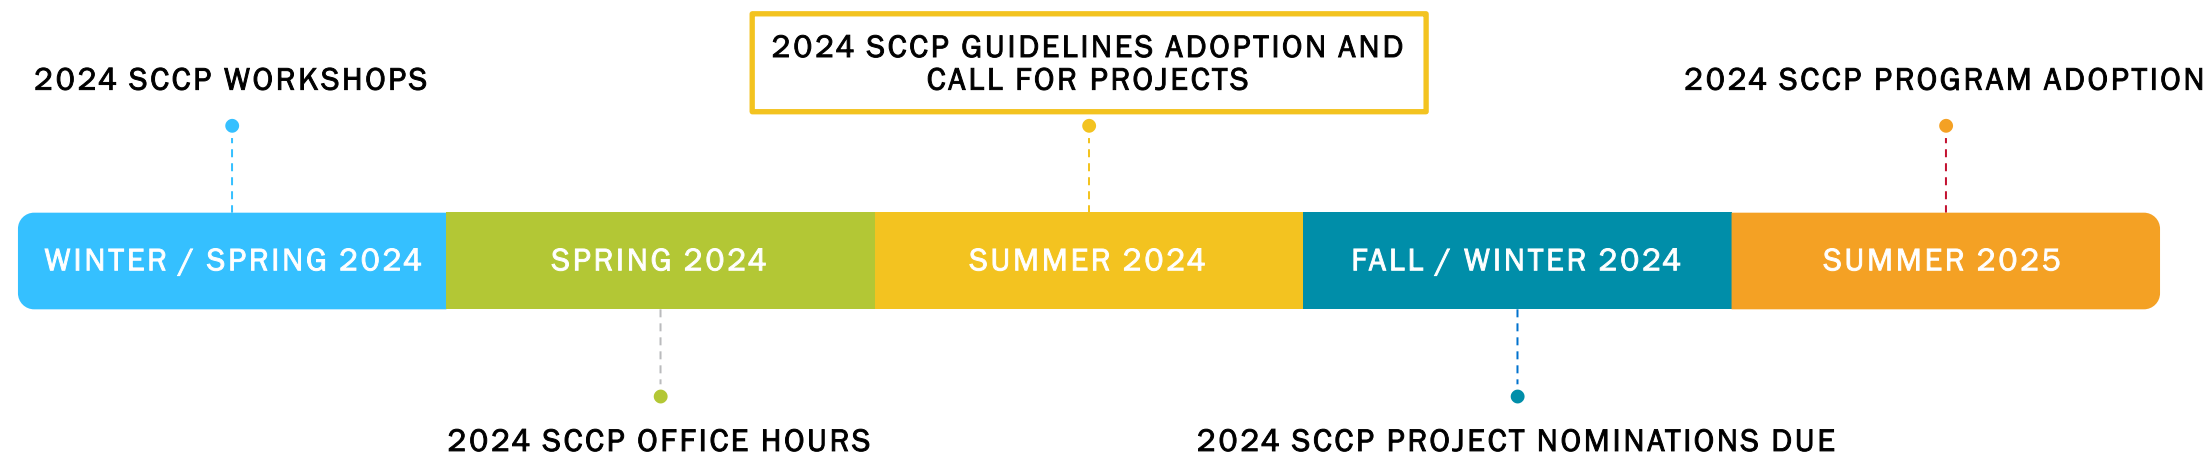 2024 SCCP GUIDELINES ADOPTION AND
CALL FOR PROJECTS
2024 SCCP WORKSHOPS
2024 SCCP PROGRAM ADOPTION
WINTER / SPRING 2024
SPRING 2024
SUMMER 2024
FALL / WINTER 2024
SUMMER 2025
2024 SCCP OFFICE HOURS
2024 SCCP PROJECT NOMINATIONS DUE